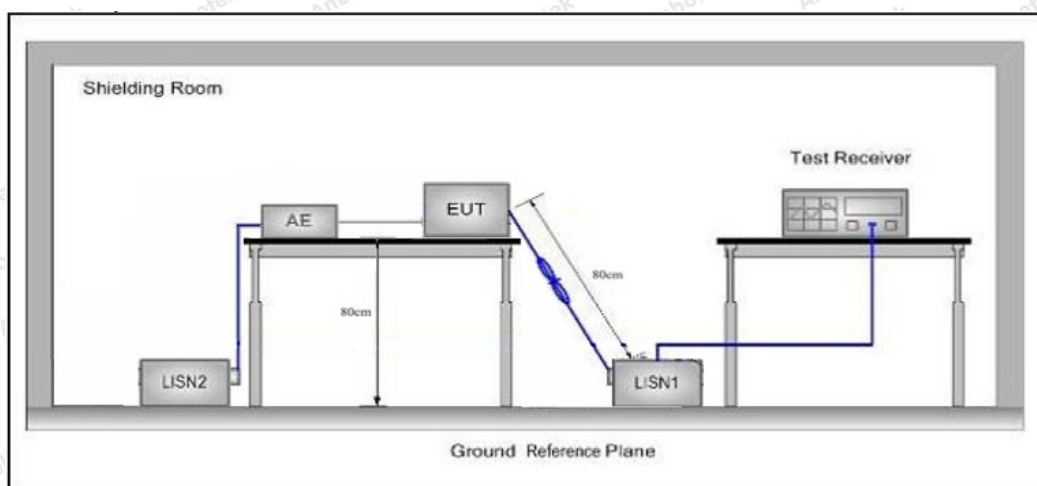 Shielding Room
Test Receiver
AE
EUT
80cm
80cm
LISN2
LISN1
Ground Reference Plane